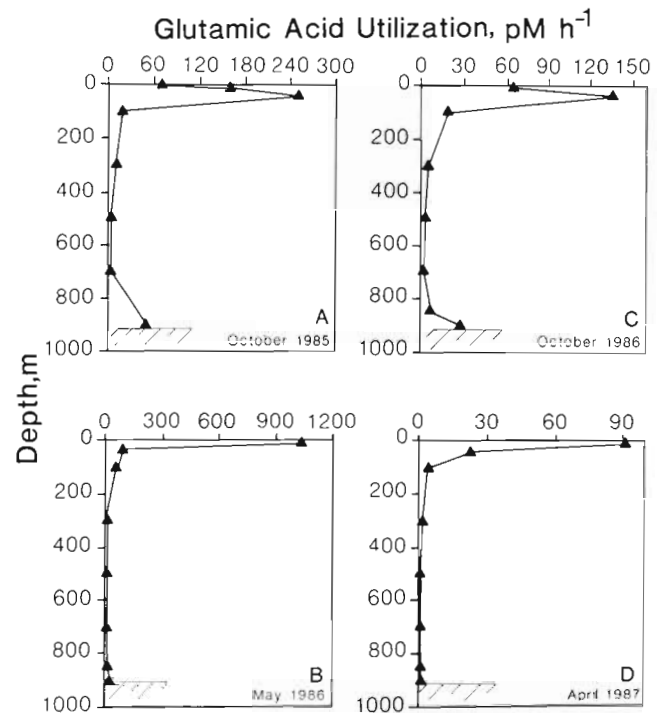 Glutamic Acid Utilization, pM h⁻¹
0 60 120 180 240 300
0 30 60 90 120 150
0
200
400
600
800
1000
A
October 1985
0
200
400
600
800
1000
C
October 1986
Depth,m
0 300 600 900 1200
0 30 60 90
0
200
400
600
800
1000
B
May 1986
0
200
400
600
800
1000
D
April 1987